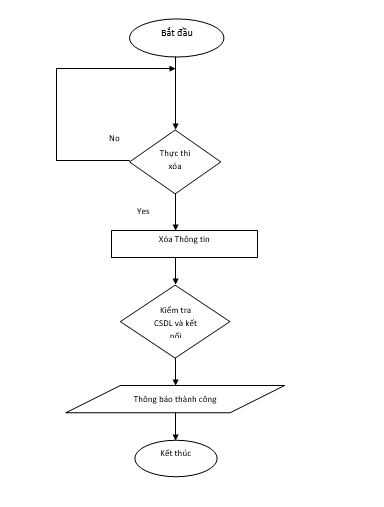 Bắt đầu
No
Thực thi
xóa
Yes
Xóa Thông tin
Kiểm tra
CSDL và kết
nối
Thông báo thành công
Kết thúc